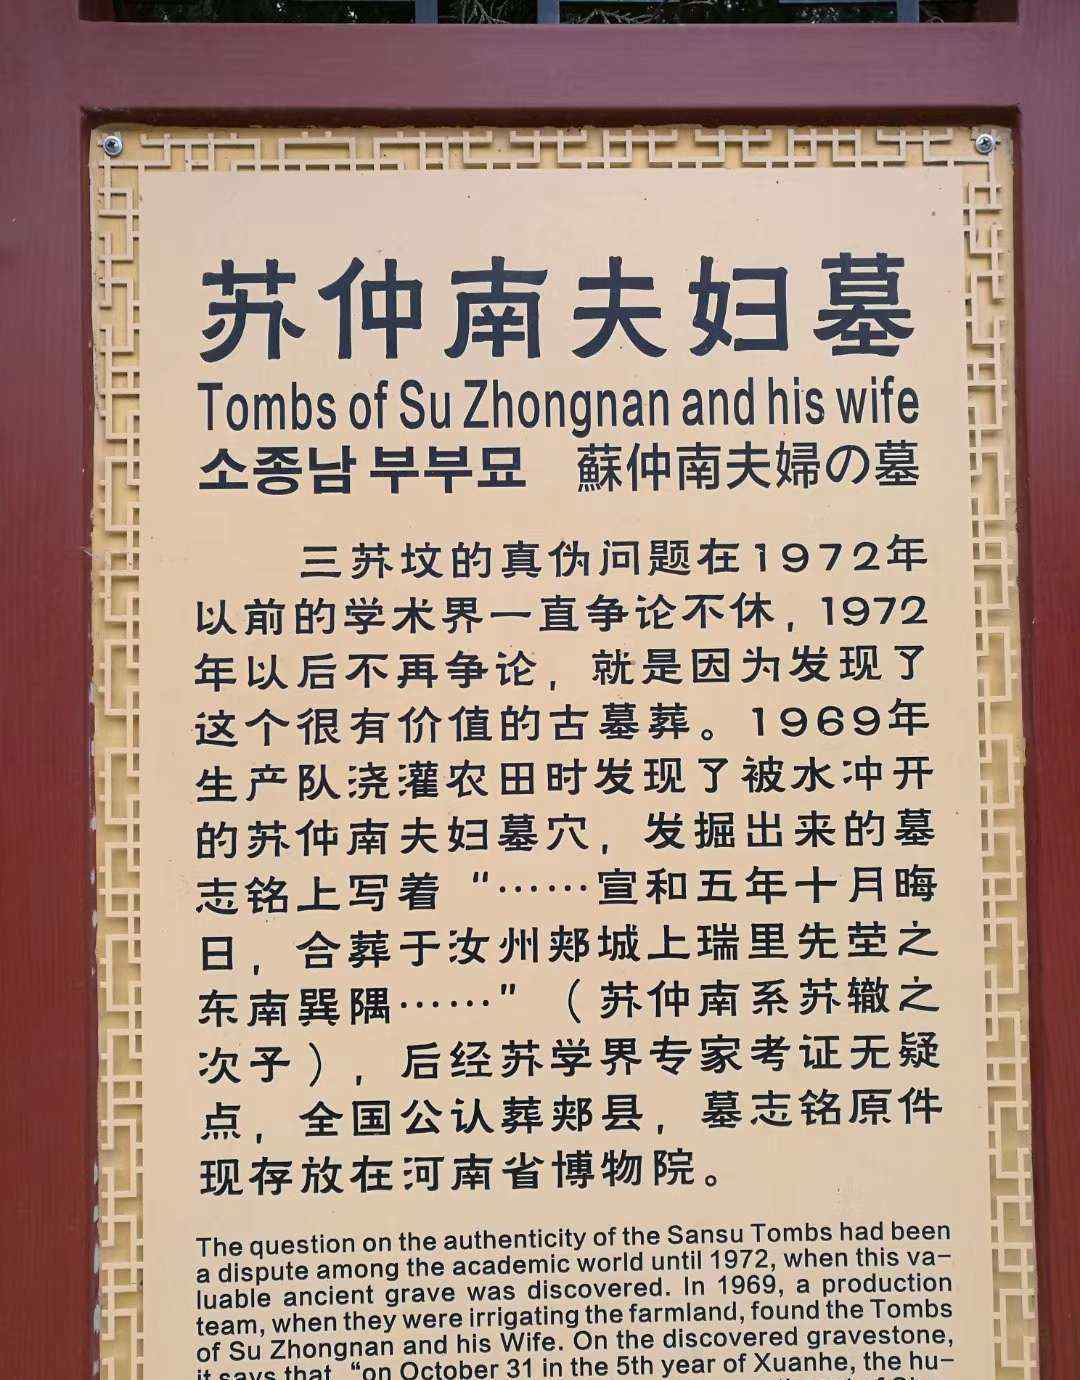 苏仲南夫妇墓
Tombs of Su Zhongnan and his wife
소종남 부부묘 蘇仲南夫婦の墓
三苏坟的真伪问题在1972年
以前的学术界一直争论不休，1972
年以后不再争论，就是因为发现了
这个很有价值的古墓葬。1969年
生产队浇灌农田时发现了被水冲开
的苏仲南夫妇墓穴，发掘出来的墓
志铭上写着“……宣和五年十月晦
日，合葬于汝州郏城上瑞里先茔之
东南巽隅……”（苏仲南系苏辙之
次子），后经苏学界专家考证无疑
点，全国公认葬郏县，墓志铭原件
现存放在河南省博物院。
The question on the authenticity of the Sansu Tombs had been
a dispute among the academic world until 1972, when this va-
luable ancient grave was discovered. In 1969, a production
team, when they were irrigating the farmland, found the Tombs
of Su Zhongnan and his Wife. On the discovered gravestone,
it says that, “on October 31 in the 5th year of Xuanhe, the hu-